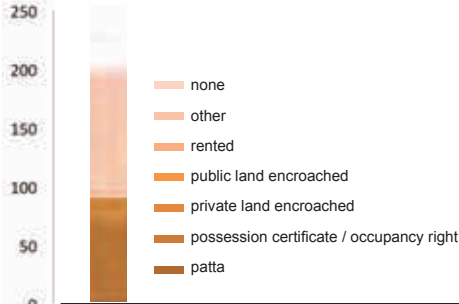 250
200
150
100
50
0
none
other
rented
public land encroached
private land encroached
possession certificate / occupancy right
patta